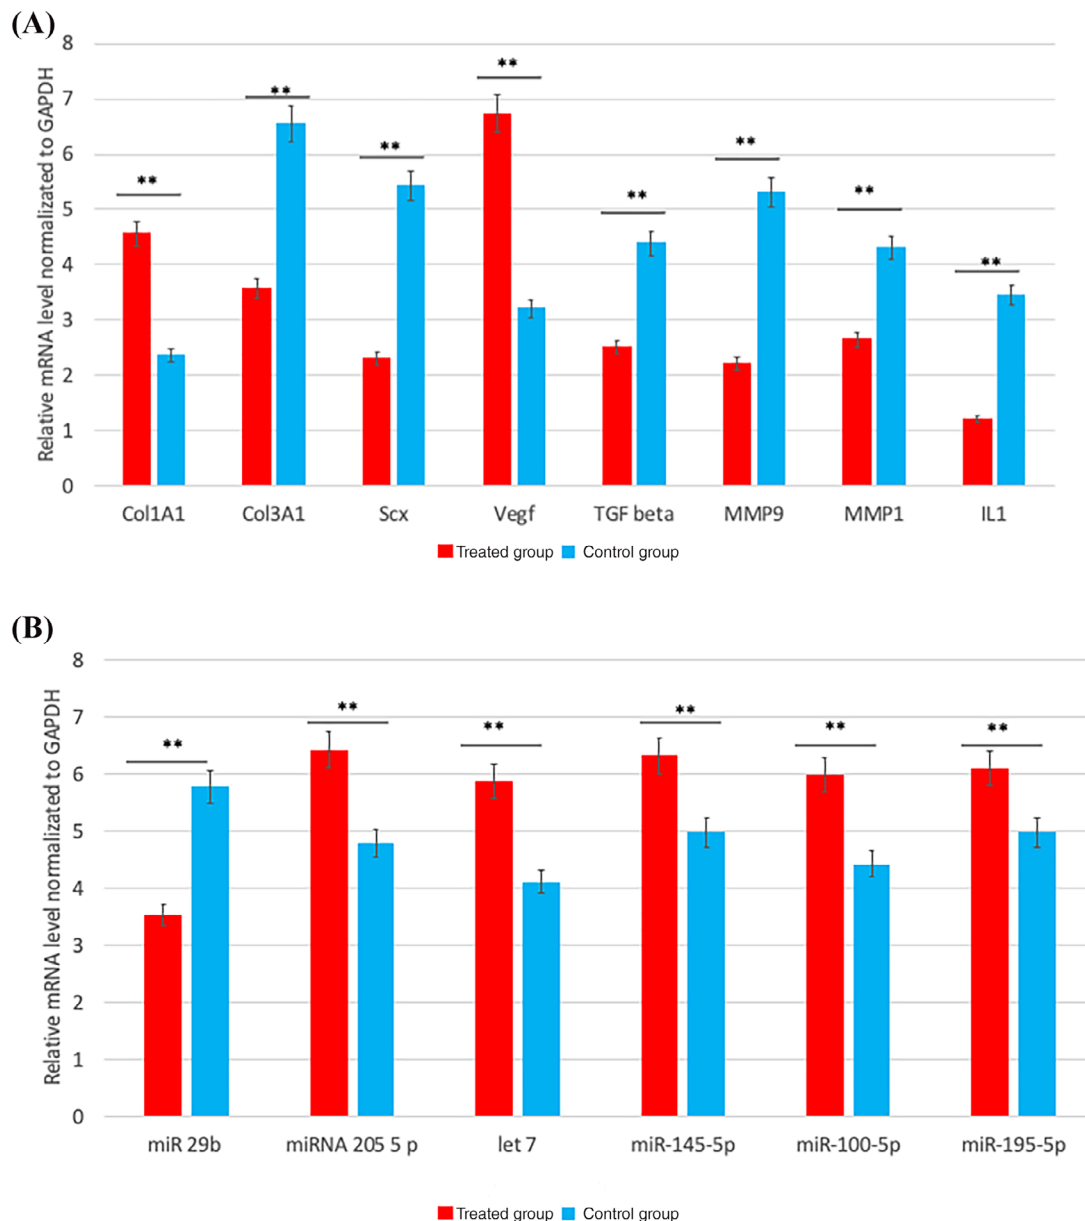 (A)
Relative mRNA level normalizated to GAPDH
8
7
6
5
4
3
2
1
0
** ** ** ** ** ** ** **
Col1A1 Col3A1 Scx Vegf TGF beta MMP9 MMP1 IL1
Treated group Control group
(B)
Relative mRNA level normalizated to GAPDH
8
7
6
5
4
3
2
1
0
** ** ** ** ** **
miR 29b miRNA 205 5 p let 7 miR-145-5p miR-100-5p miR-195-5p
Treated group Control group